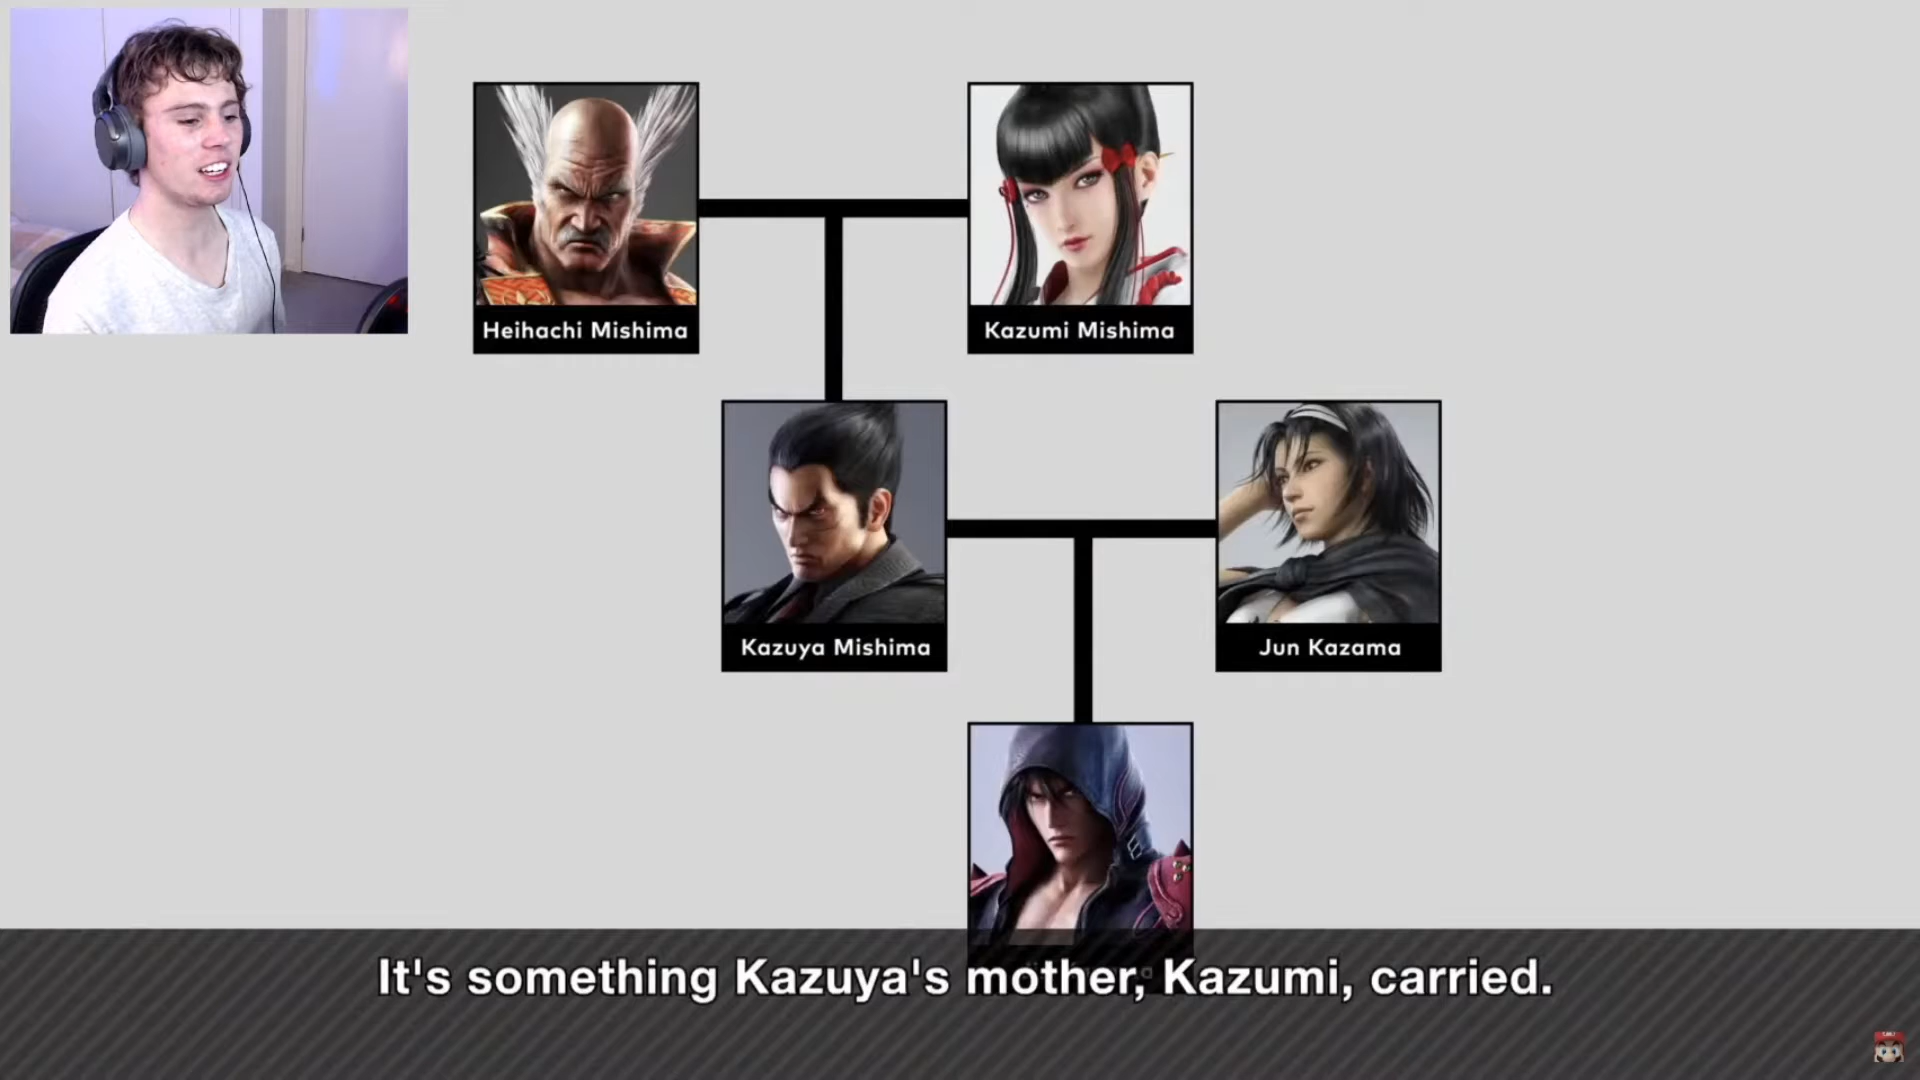 Heihachi Mishima
Kazumi Mishima
Kazuya Mishima
Jun Kazama
It's something Kazuya's mother, Kazumi, carried.